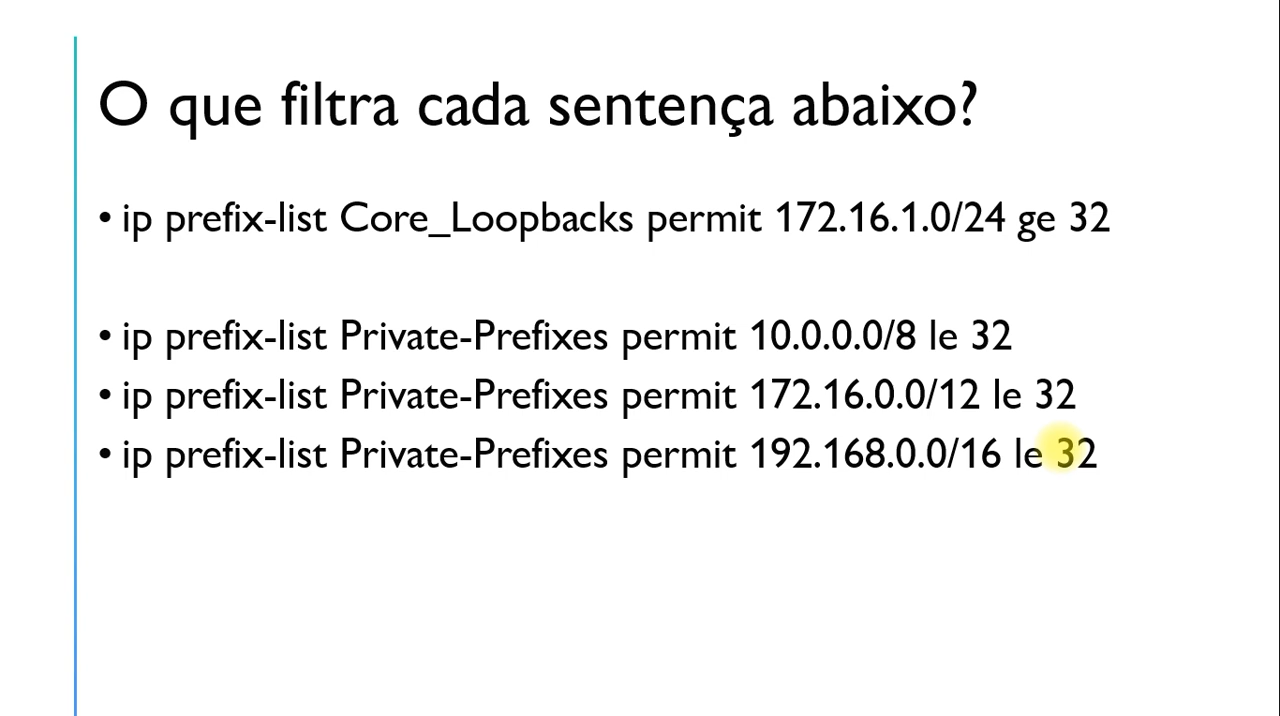 O que filtra cada sentença abaixo?
• ip prefix-list Core_Loopbacks permit 172.16.1.0/24 ge 32
• ip prefix-list Private-Prefixes permit 10.0.0.0/8 le 32
• ip prefix-list Private-Prefixes permit 172.16.0.0/12 le 32
• ip prefix-list Private-Prefixes permit 192.168.0.0/16 le 32